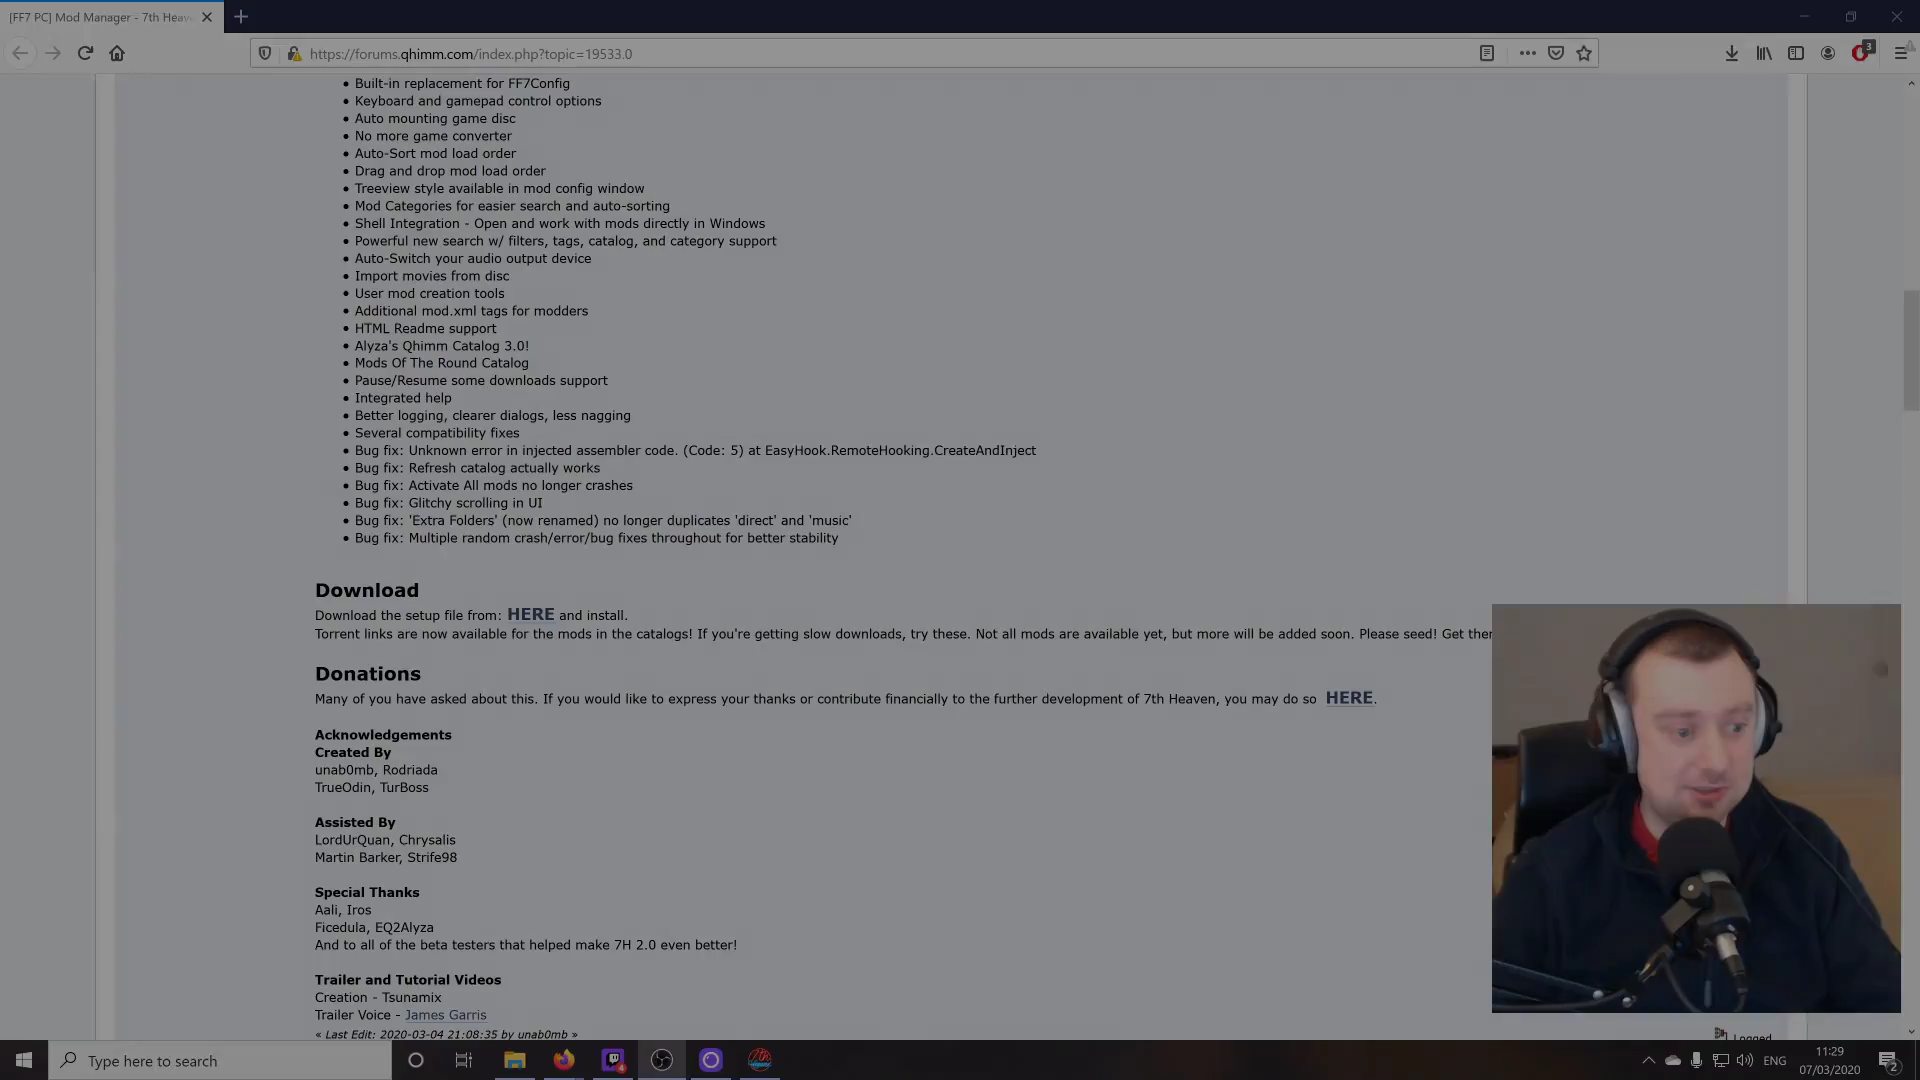 [FF7 PC] Mod Manager - 7th Heav
https://forums.qhimm.com/index.php?topic=19533.0
3
Built-in replacement for FF7Config
Keyboard and gamepad control options
Auto mounting game disc
No more game converter
Auto-Sort mod load order
Drag and drop mod load order
Treeview style available in mod config window
Mod Categories for easier search and auto-sorting
Shell Integration - Open and work with mods directly in Windows
Powerful new search w/ filters, tags, catalog, and category support
Auto-Switch your audio output device
Import movies from disc
User mod creation tools
Additional mod.xml tags for modders
HTML Readme support
Alyza's Qhimm Catalog 3.0!
Mods Of The Round Catalog
Pause/Resume some downloads support
Integrated help
Better logging, clearer dialogs, less nagging
Several compatibility fixes
Bug fix: Unknown error in injected assembler code. (Code: 5) at EasyHook.RemoteHooking.CreateAndInject
Bug fix: Refresh catalog actually works
Bug fix: Activate All mods no longer crashes
Bug fix: Glitchy scrolling in UI
Bug fix: 'Extra Folders' (now renamed) no longer duplicates 'direct' and 'music'
Bug fix: Multiple random crash/error/bug fixes throughout for better stability
Download
Download the setup file from: HERE and install.
Torrent links are now available for the mods in the catalogs! If you're getting slow downloads, try these. Not all mods are available yet, but more will be added soon. Please seed! Get ther
Donations
Many of you have asked about this. If you would like to express your thanks or contribute financially to the further development of 7th Heaven, you may do so HERE.
Acknowledgements
Created By
unab0mb, Rodriada
TrueOdin, TurBoss
Assisted By
LordUrQuan, Chrysalis
Martin Barker, Strife98
Special Thanks
Aali, Iros
Ficedula, EQ2Alyza
And to all of the beta testers that helped make 7H 2.0 even better!
Trailer and Tutorial Videos
Creation - Tsunamix
Trailer Voice - James Garris
« Last Edit: 2020-03-04 21:08:35 by unab0mb »
Logged
Type here to search
4
ENG
11:29
07/03/2020
2